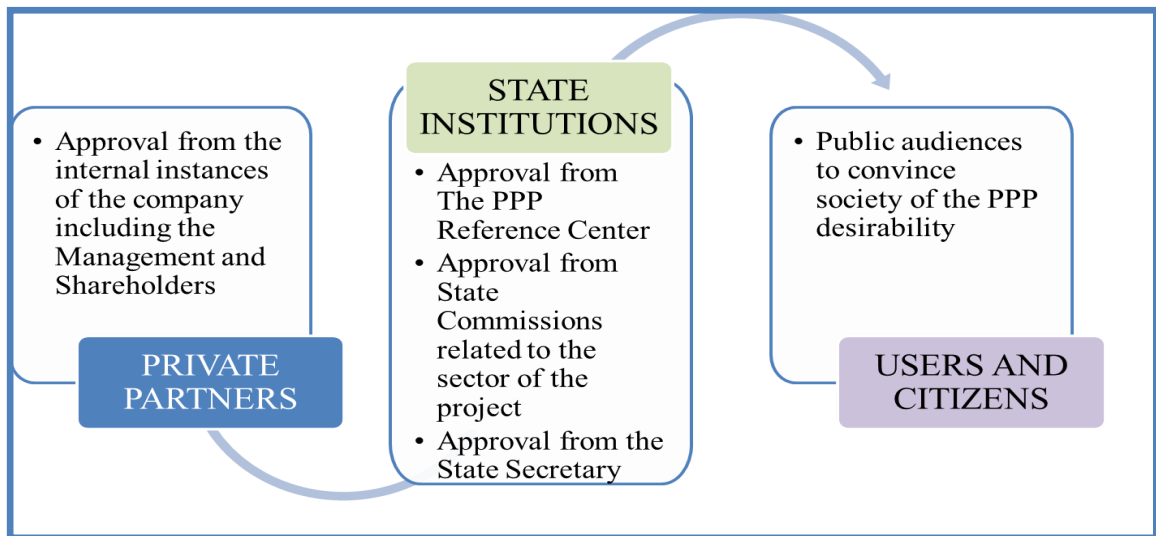 • Approval from the
internal instances
of the company
including the
Management and
Shareholders
PRIVATE
PARTNERS
STATE
INSTITUTIONS
• Approval from
The PPP
Reference Center
• Approval from
State
Commissions
related to the
sector of the
project
• Approval from the
State Secretary
• Public audiences
to convince
society of the PPP
desirability
USERS AND
CITIZENS